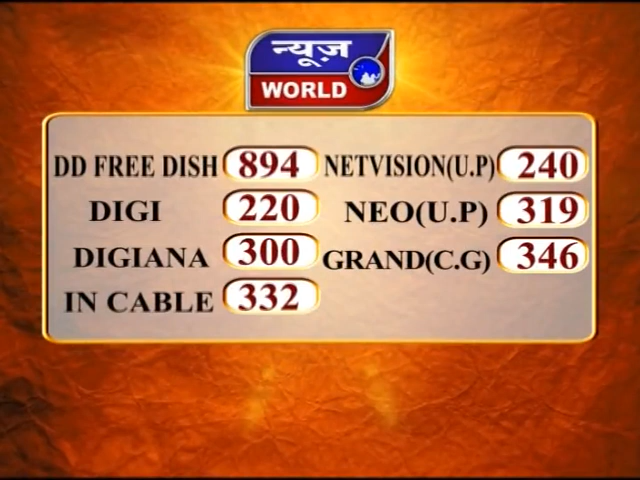 न्यूज़
WORLD
DD FREE DISH 894 NETVISION(U.P) 240
DIGI 220 NEO(U.P) 319
DIGIANA 300 GRAND(C.G) 346
IN CABLE 332